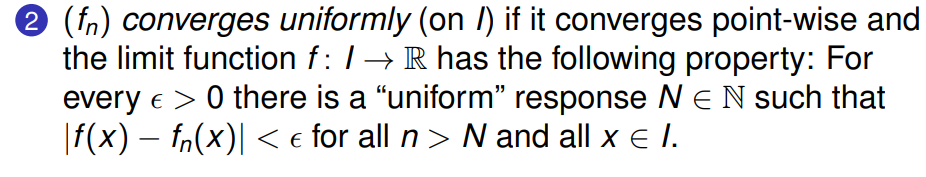 2 (fn) converges uniformly (on I) if it converges point-wise and
the limit function f : I → ℝ has the following property: For
every ϵ > 0 there is a “uniform” response N ∈ ℕ such that
|f(x) − fn(x)| < ϵ for all n > N and all x ∈ I.